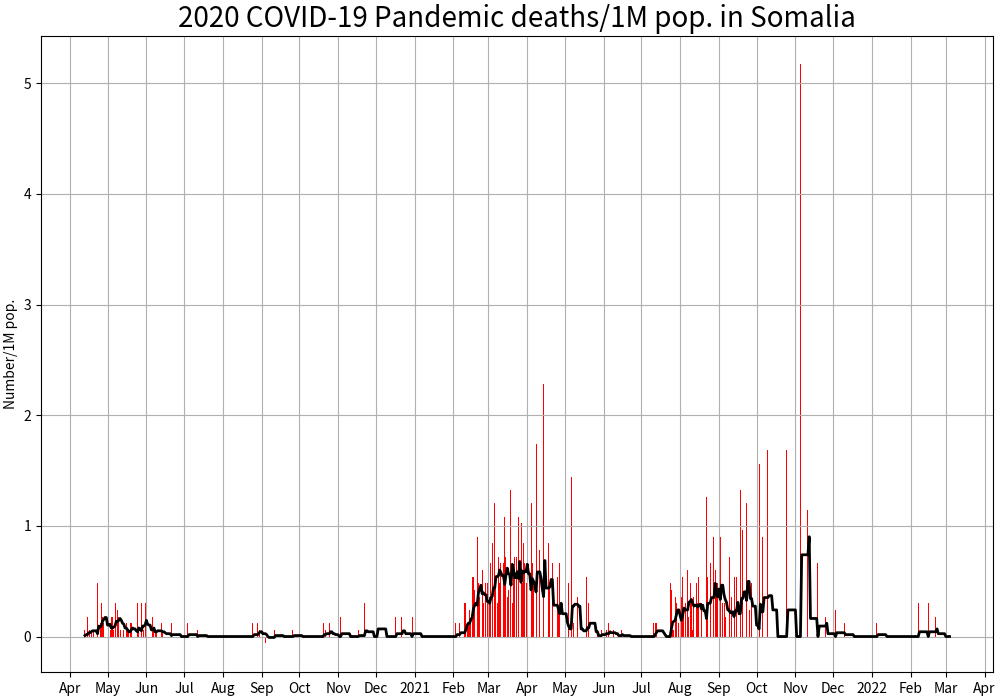 2020 COVID-19 Pandemic deaths/1M pop. in Somalia
Number/1M pop.
5
4
3
2
1
0
Apr May Jun Jul Aug Sep Oct Nov Dec 2021 Feb Mar Apr May Jun Jul Aug Sep Oct Nov Dec 2022 Feb Mar Apr